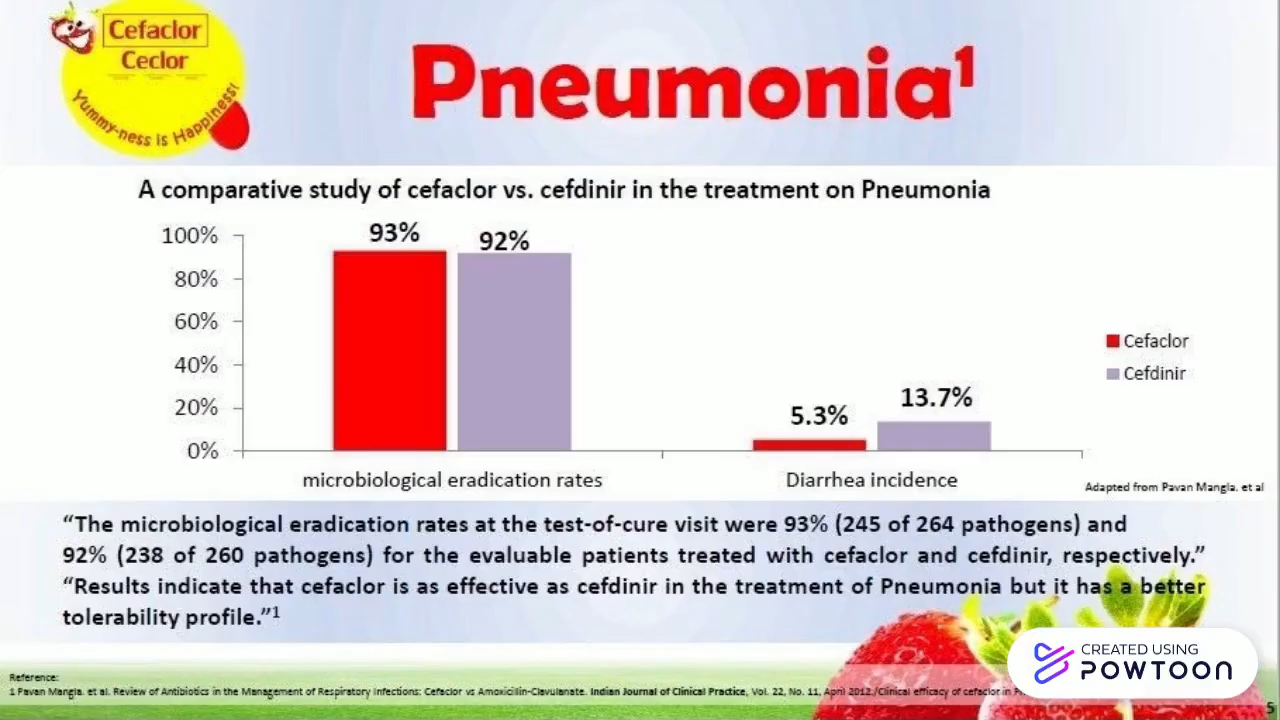 Cefaclor
Ceclor
Yummy-ness is Happiness!
Pneumonia¹
A comparative study of cefaclor vs. cefdinir in the treatment on Pneumonia
100%
80%
60%
40%
20%
0%
93%
92%
5.3%
13.7%
microbiological eradication rates
Diarrhea incidence
Cefaclor
Cefdinir
Adapted from Pavan Mangla. et al
“The microbiological eradication rates at the test-of-cure visit were 93% (245 of 264 pathogens) and
92% (238 of 260 pathogens) for the evaluable patients treated with cefaclor and cefdinir, respectively.”
“Results indicate that cefaclor is as effective as cefdinir in the treatment of Pneumonia but it has a better
tolerability profile.”¹
Reference:
1 Pavan Mangla. et al. Review of Antibiotics in the Management of Respiratory Infections: Cefaclor vs Amoxicillin-Clavulanate. Indian Journal of Clinical Practice, Vol. 22, No. 11, April 2012./Clinical efficacy of cefaclor in
CREATED USING
POWTOON
5